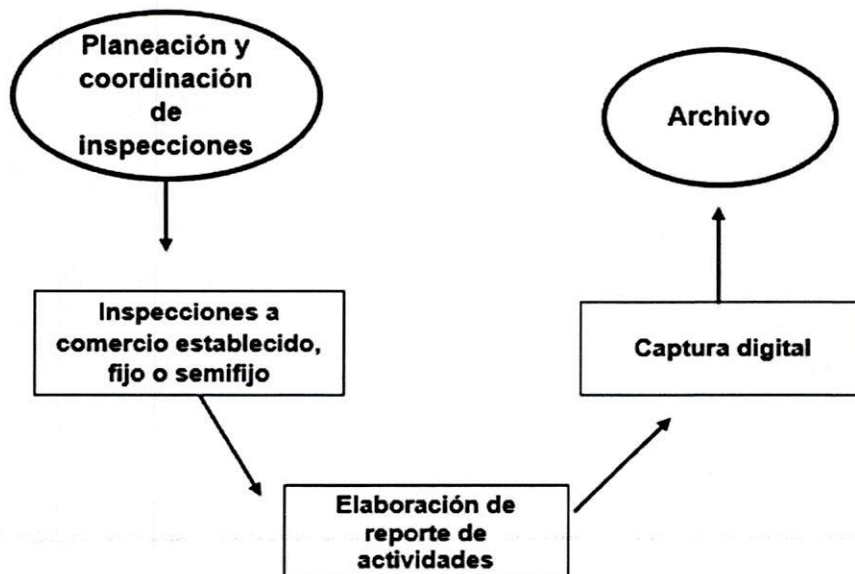 Planeación y
coordinación
de
inspecciones
Inspecciones a
comercio establecido,
fijo o semifijo
Elaboración de
reporte de
actividades
Captura digital
Archivo